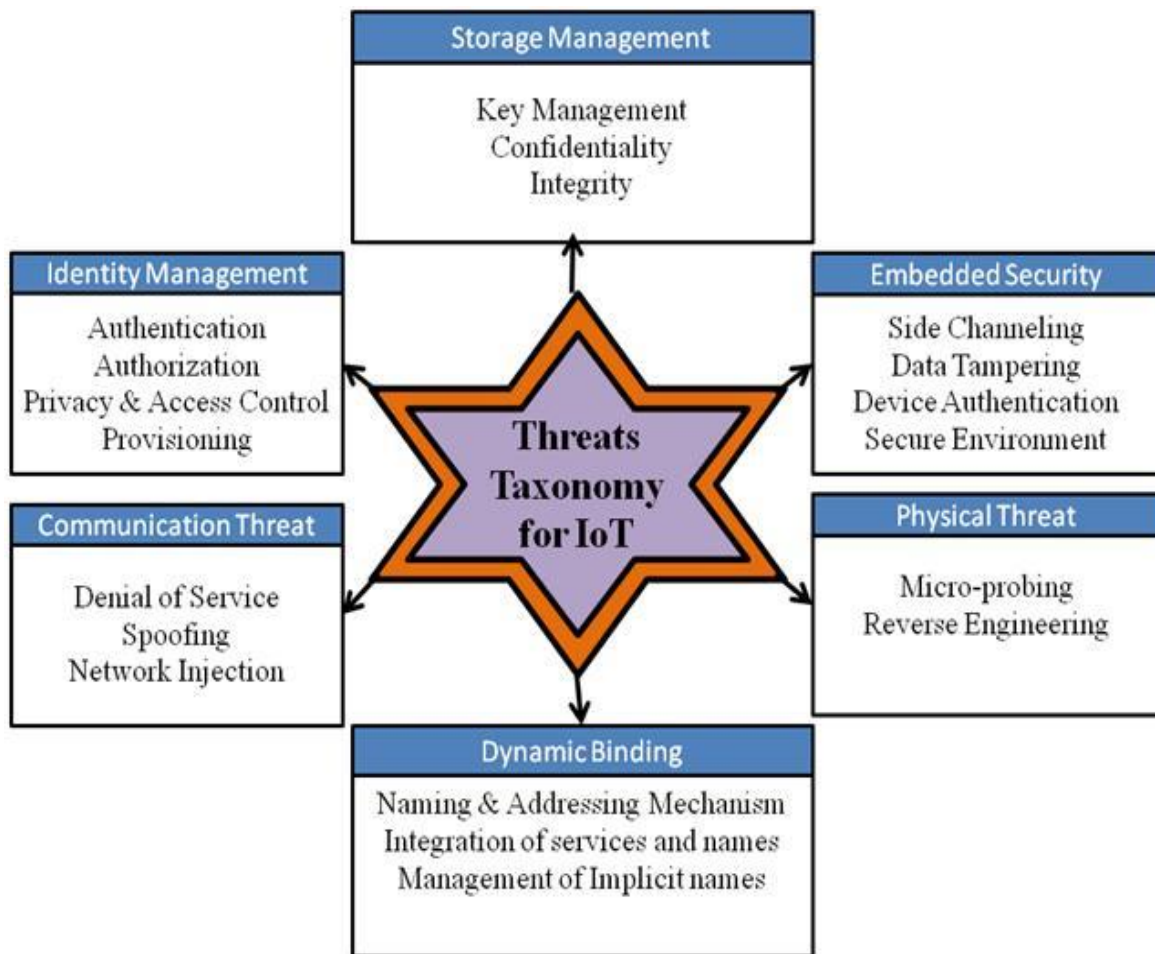 Storage Management
Key Management
Confidentiality
Integrity
Identity Management
Authentication
Authorization
Privacy & Access Control
Provisioning
Embedded Security
Side Channeling
Data Tampering
Device Authentication
Secure Environment
Threats
Taxonomy
for IoT
Communication Threat
Denial of Service
Spoofing
Network Injection
Physical Threat
Micro-probing
Reverse Engineering
Dynamic Binding
Naming & Addressing Mechanism
Integration of services and names
Management of Implicit names